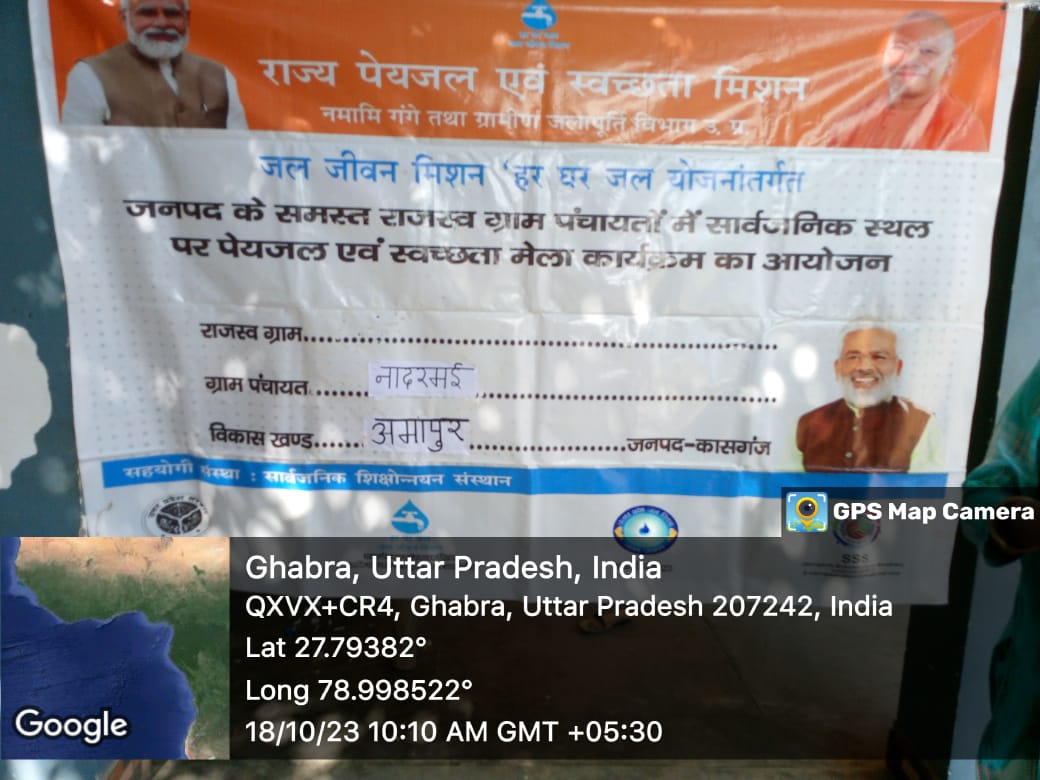 राज्य पेयजल एवं स्वच्छता मिशन
नमामि गंगे तथा ग्रामीण जलापूर्ति विभाग उ. प्र.
जल जीवन मिशन 'हर घर जल योजनांतर्गत
जनपद के समस्त राजस्व ग्राम पंचायतों में सार्वजनिक स्थल
पर पेयजल एवं स्वच्छता मेला कार्यक्रम का आयोजन
राजस्व ग्राम....................................................
ग्राम पंचायत....... नादरमई ....................................
विकास खण्ड...... अमापुर ......................जनपद-कासगंज
सहयोगी संस्था : सार्वजनिक शिक्षोन्नयन संस्थान
SSS
GPS Map Camera
Ghabra, Uttar Pradesh, India
QXVX+CR4, Ghabra, Uttar Pradesh 207242, India
Lat 27.79382°
Long 78.998522°
18/10/23 10:10 AM GMT +05:30
Google